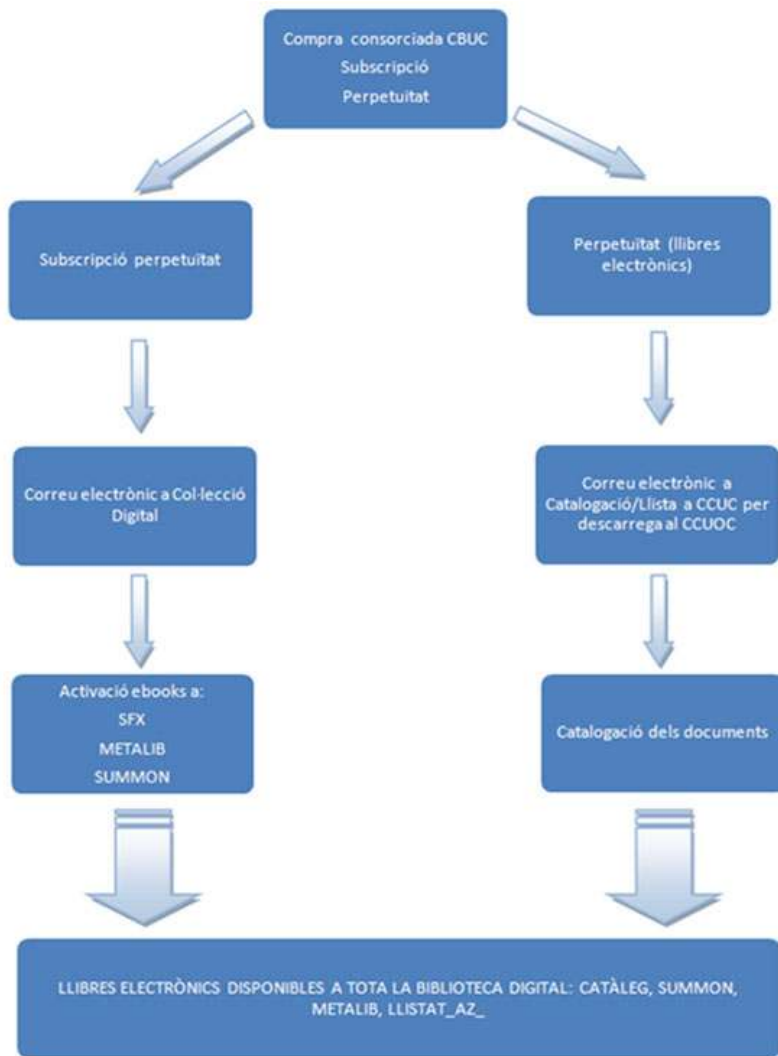 Compra consorciada CBUC
Subscripció
Perpetuïtat
Subscripció perpetuïtat
Perpetuïtat (llibres
electrònics)
Correu electrònic a Col·lecció
Digital
Correu electrònic a
Catalogació/Llista a CCUC per
descarrega al CCUOC
Activació ebooks a:
SFX
METALIB
SUMMON
Catalogació dels documents
LLIBRES ELECTRÒNICS DISPONIBLES A TOTA LA BIBLIOTECA DIGITAL: CATÀLEG, SUMMON,
METALIB, LLISTAT_AZ_